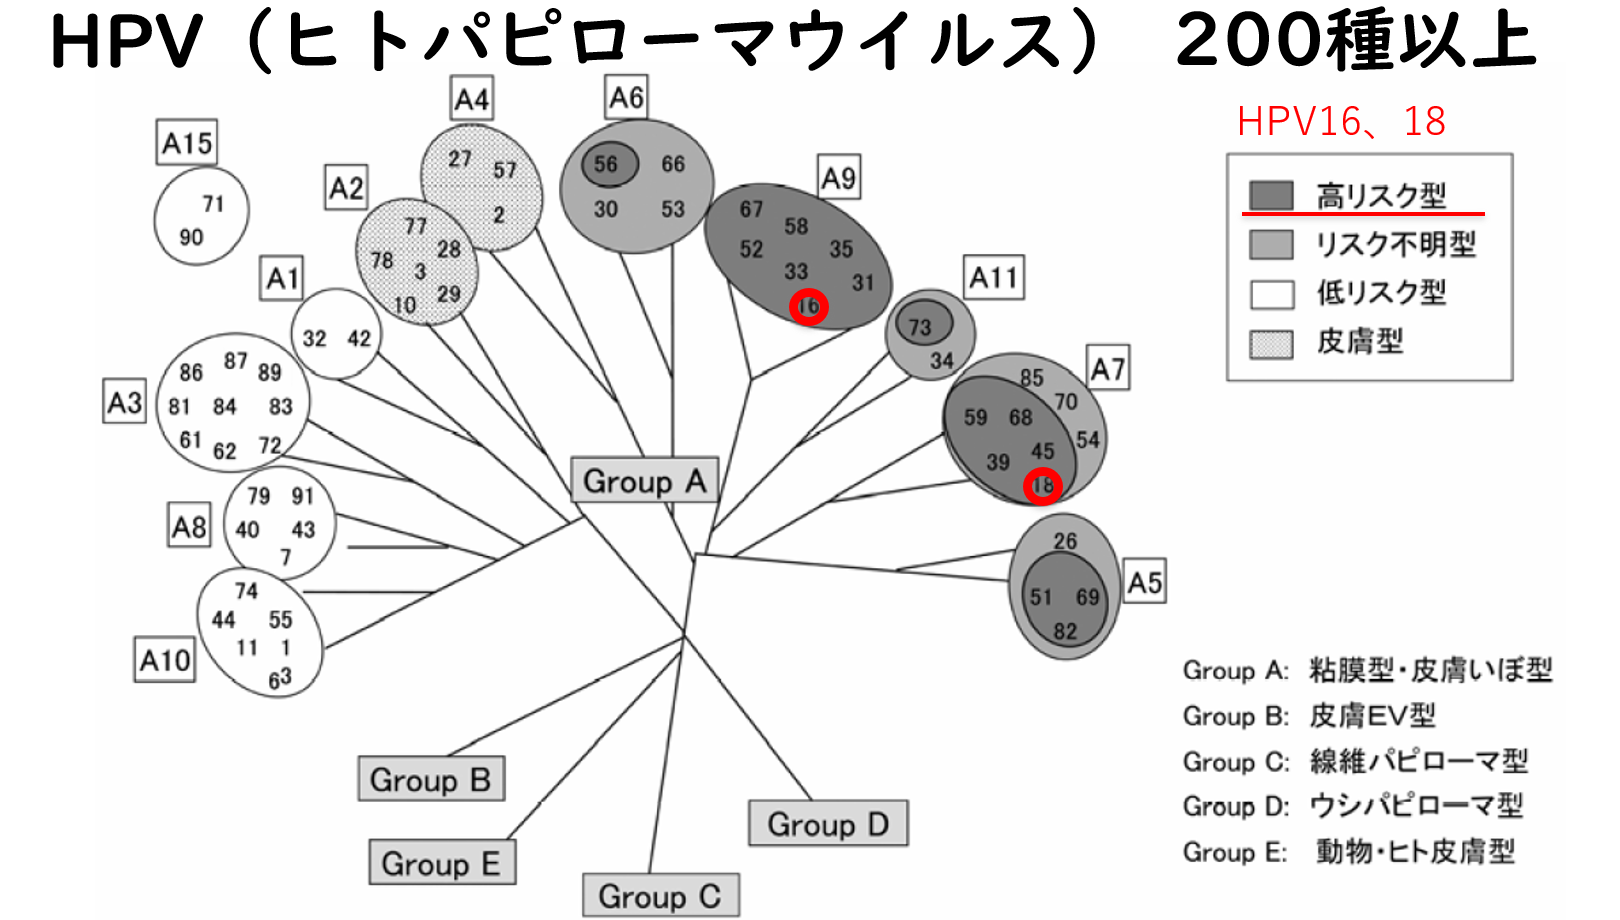 HPV（ヒトパピローマウイルス） 200種以上
HPV16、18
高リスク型
リスク不明型
低リスク型
皮膚型
A15
71
90
A4
27
57
2
A2
77
78
28
3
29
10
A6
56
66
30
53
A9
67
58
52
35
33
31
16
A1
32
42
A11
73
34
A3
86
87
89
81
84
83
61
62
72
A7
85
70
59
68
54
45
39
18
Group A
A8
79
91
40
43
7
A5
26
51
69
82
A10
74
44
55
11
1
63
Group B
Group E
Group C
Group D
Group A: 粘膜型・皮膚いぼ型
Group B: 皮膚EV型
Group C: 線維パピローマ型
Group D: ウシパピローマ型
Group E: 動物・ヒト皮膚型